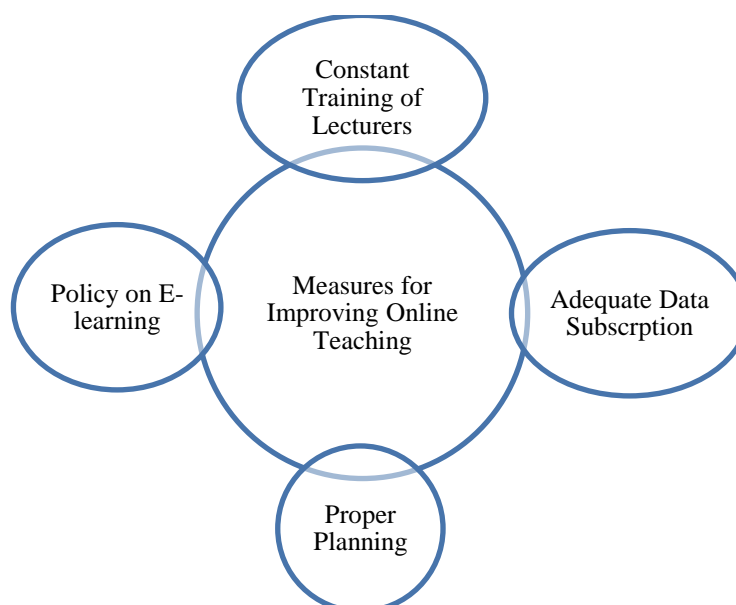 Constant
Training of
Lecturers
Policy on E-
learning
Measures for
Improving Online
Teaching
Adequate Data
Subscrption
Proper
Planning